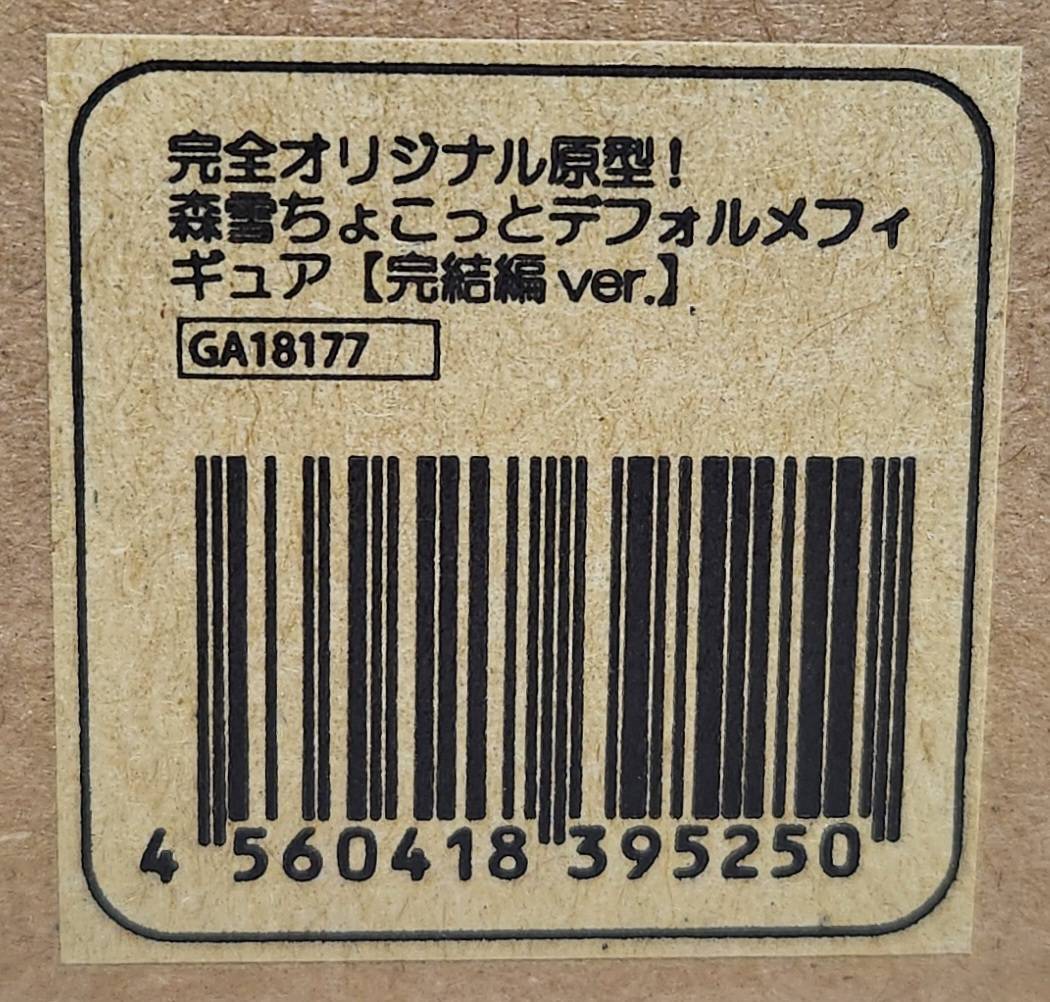 完全オリジナル原型！
森雪ちょこっとデフォルメフィ
ギュア【完結編 ver.】
GA18177
4 560418 395250